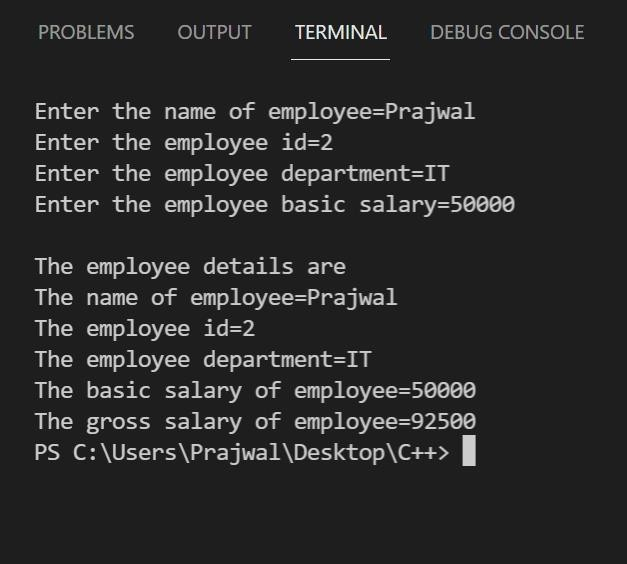 PROBLEMS OUTPUT TERMINAL DEBUG CONSOLE
Enter the name of employee=Prajwal
Enter the employee id=2
Enter the employee department=IT
Enter the employee basic salary=50000
The employee details are
The name of employee=Prajwal
The employee id=2
The employee department=IT
The basic salary of employee=50000
The gross salary of employee=92500
PS C:\Users\Prajwal\Desktop\C++>